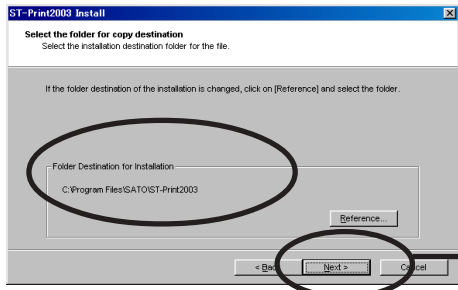 ST-Print2003 Install
Select the folder for copy destination
Select the installation destination folder for the file.
If the folder destination of the installation is changed, click on [Reference] and select the folder.
Folder Destination for Installation
C:\Program Files\SATO\ST-Print2003
Reference...
< Bac Next > Cancel